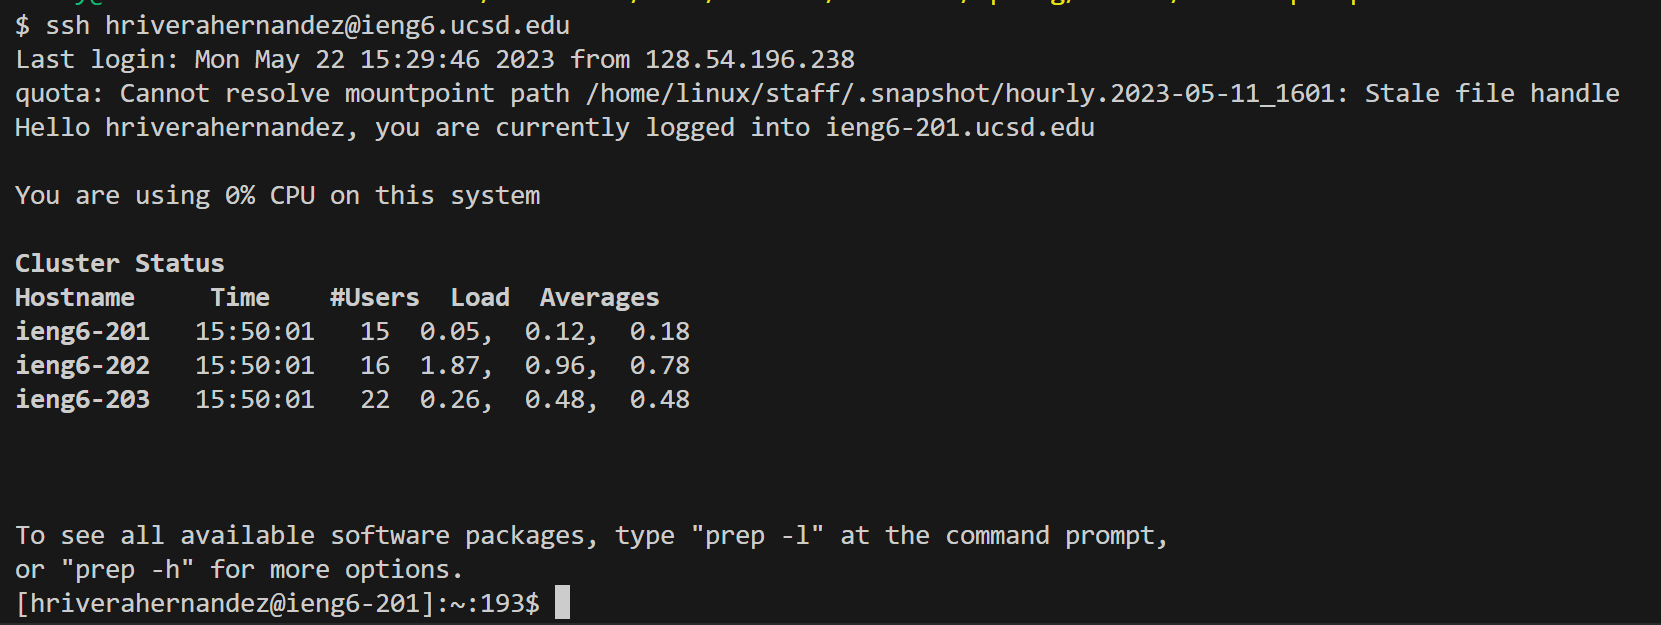 $ ssh hriverahernandez@ieng6.ucsd.edu
Last login: Mon May 22 15:29:46 2023 from 128.54.196.238
quota: Cannot resolve mountpoint path /home/linux/staff/.snapshot/hourly.2023-05-11_1601: Stale file handle
Hello hriverahernandez, you are currently logged into ieng6-201.ucsd.edu
You are using 0% CPU on this system
Cluster Status
Hostname     Time    #Users  Load  Averages
ieng6-201   15:50:01   15  0.05,  0.12,  0.18
ieng6-202   15:50:01   16  1.87,  0.96,  0.78
ieng6-203   15:50:01   22  0.26,  0.48,  0.48
To see all available software packages, type "prep -l" at the command prompt,
or "prep -h" for more options.
[hriverahernandez@ieng6-201]:~:193$